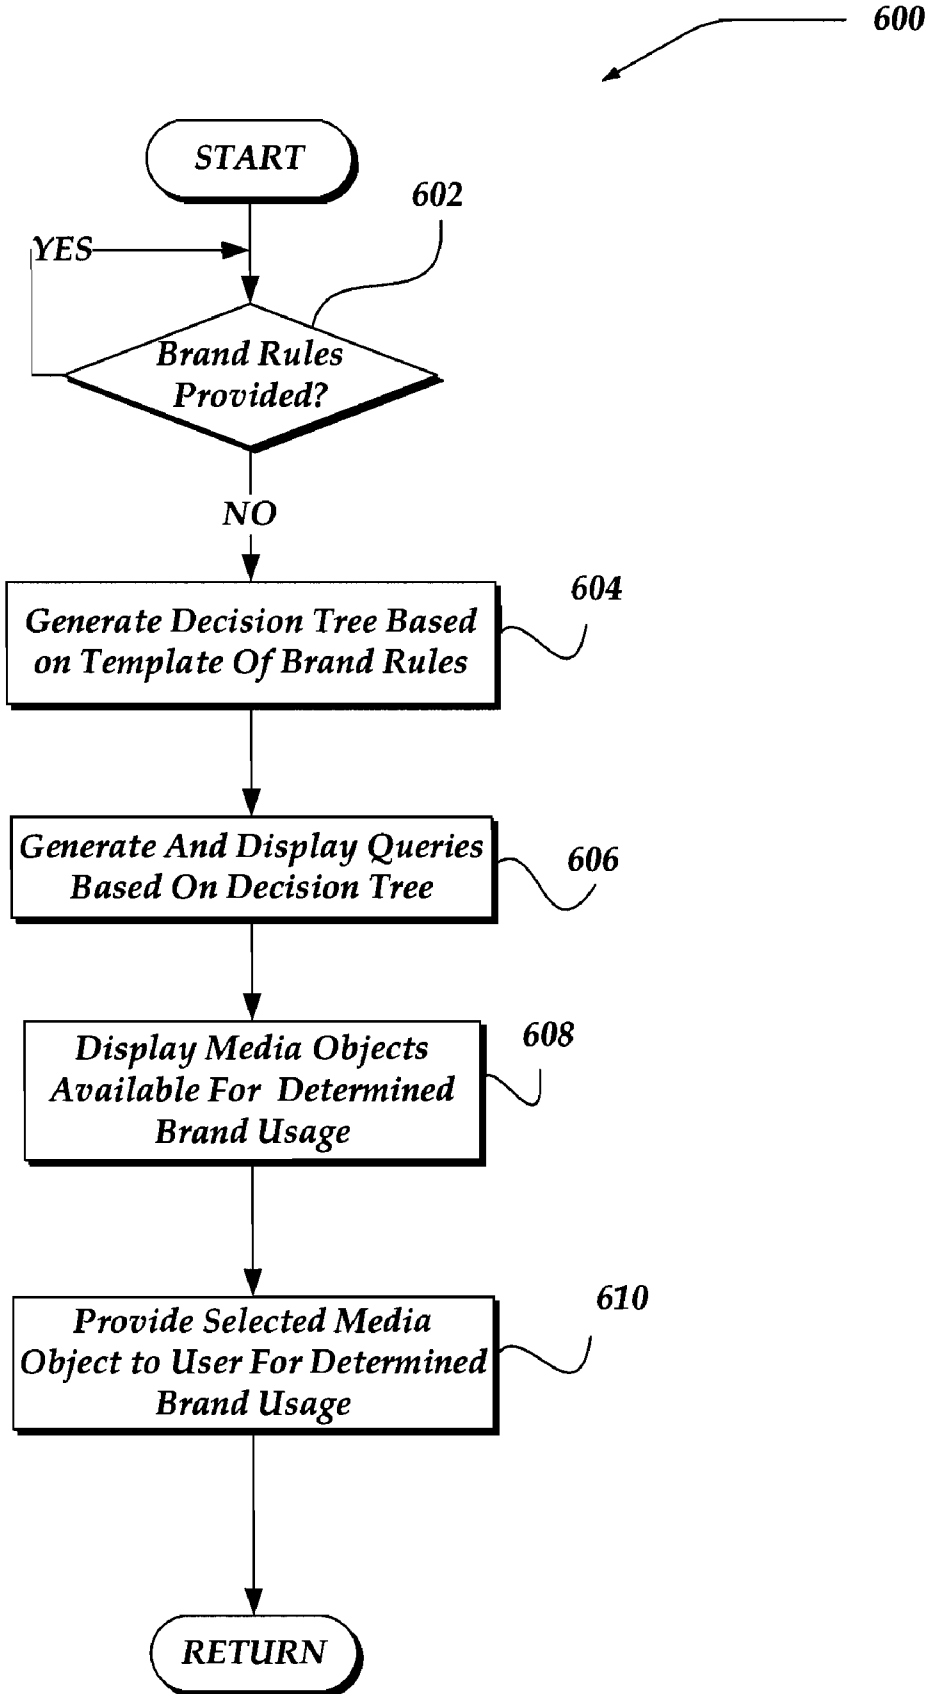 600
START
602
YES
Brand Rules
Provided?
NO
604
Generate Decision Tree Based
on Template Of Brand Rules
606
Generate And Display Queries
Based On Decision Tree
608
Display Media Objects
Available For Determined
Brand Usage
610
Provide Selected Media
Object to User For Determined
Brand Usage
RETURN